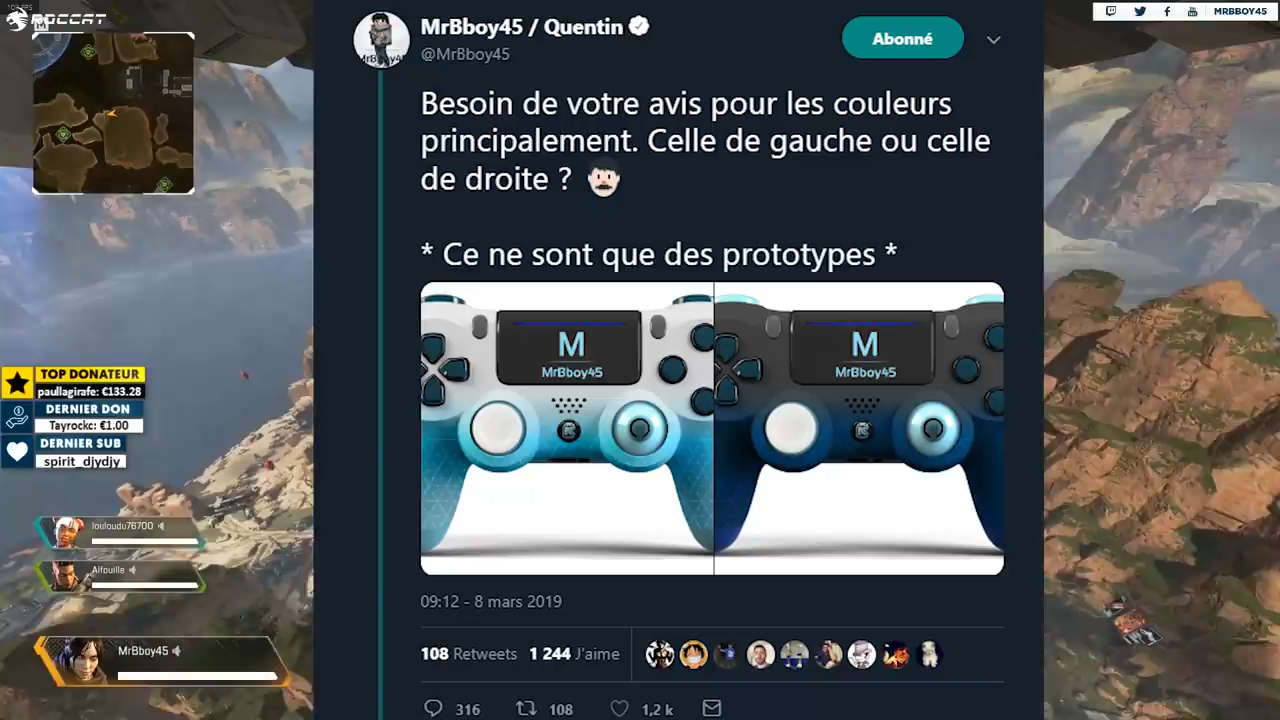 ROCCAT
MRBBOY45
MrBboy45 / Quentin
@MrBboy45
Abonné
Besoin de votre avis pour les couleurs
principalement. Celle de gauche ou celle
de droite ?
* Ce ne sont que des prototypes *
M
MrBboy45
M
MrBboy45
09:12 - 8 mars 2019
108 Retweets 1 244 J'aime
316 108 1,2 k
TOP DONATEUR
paullagirafe: €133.28
DERNIER DON
Tayrockc: €1.00
DERNIER SUB
spirit_djydjy
louloudu76700
Alfouille
MrBboy45